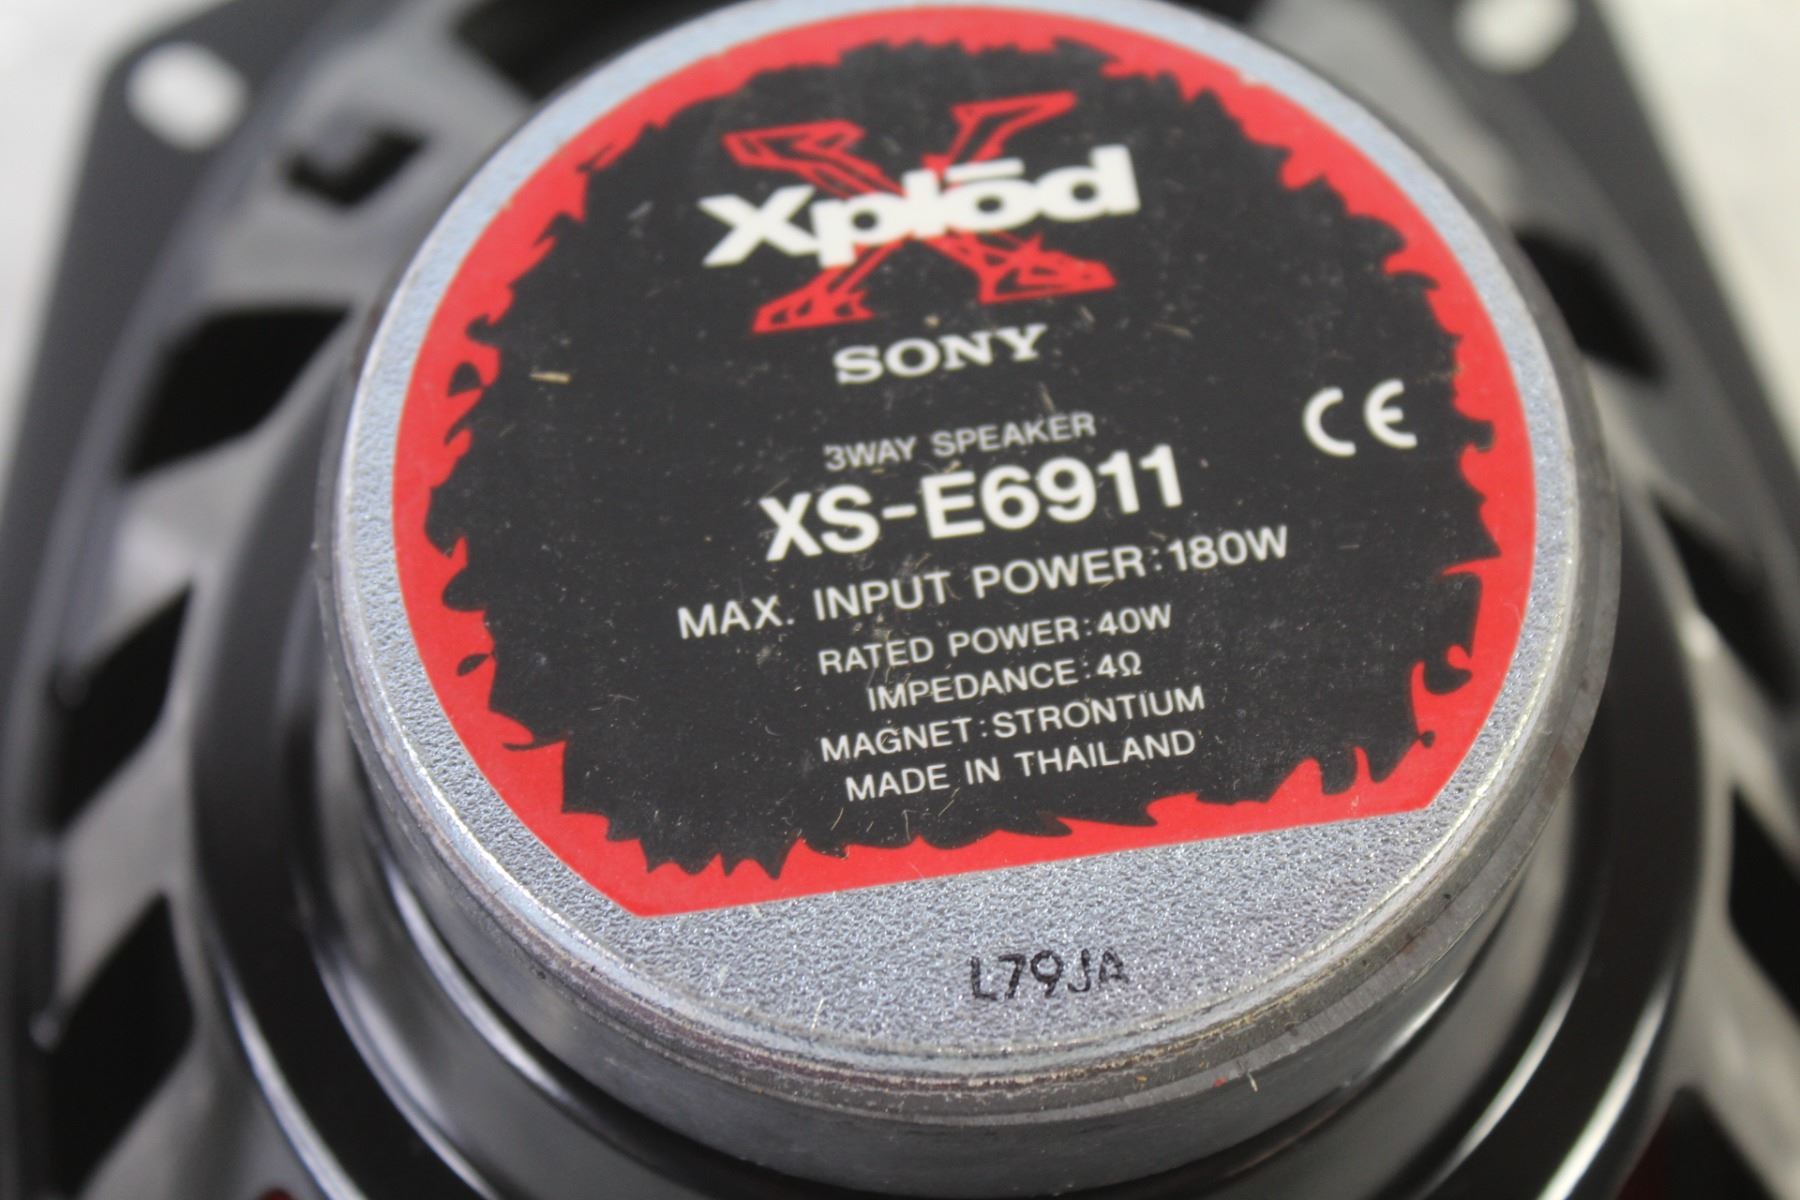 Xplōd
SONY
3WAY SPEAKER
CE
XS-E6911
MAX. INPUT POWER:180W
RATED POWER:40W
IMPEDANCE:4Ω
MAGNET:STRONTIUM
MADE IN THAILAND
L79JA